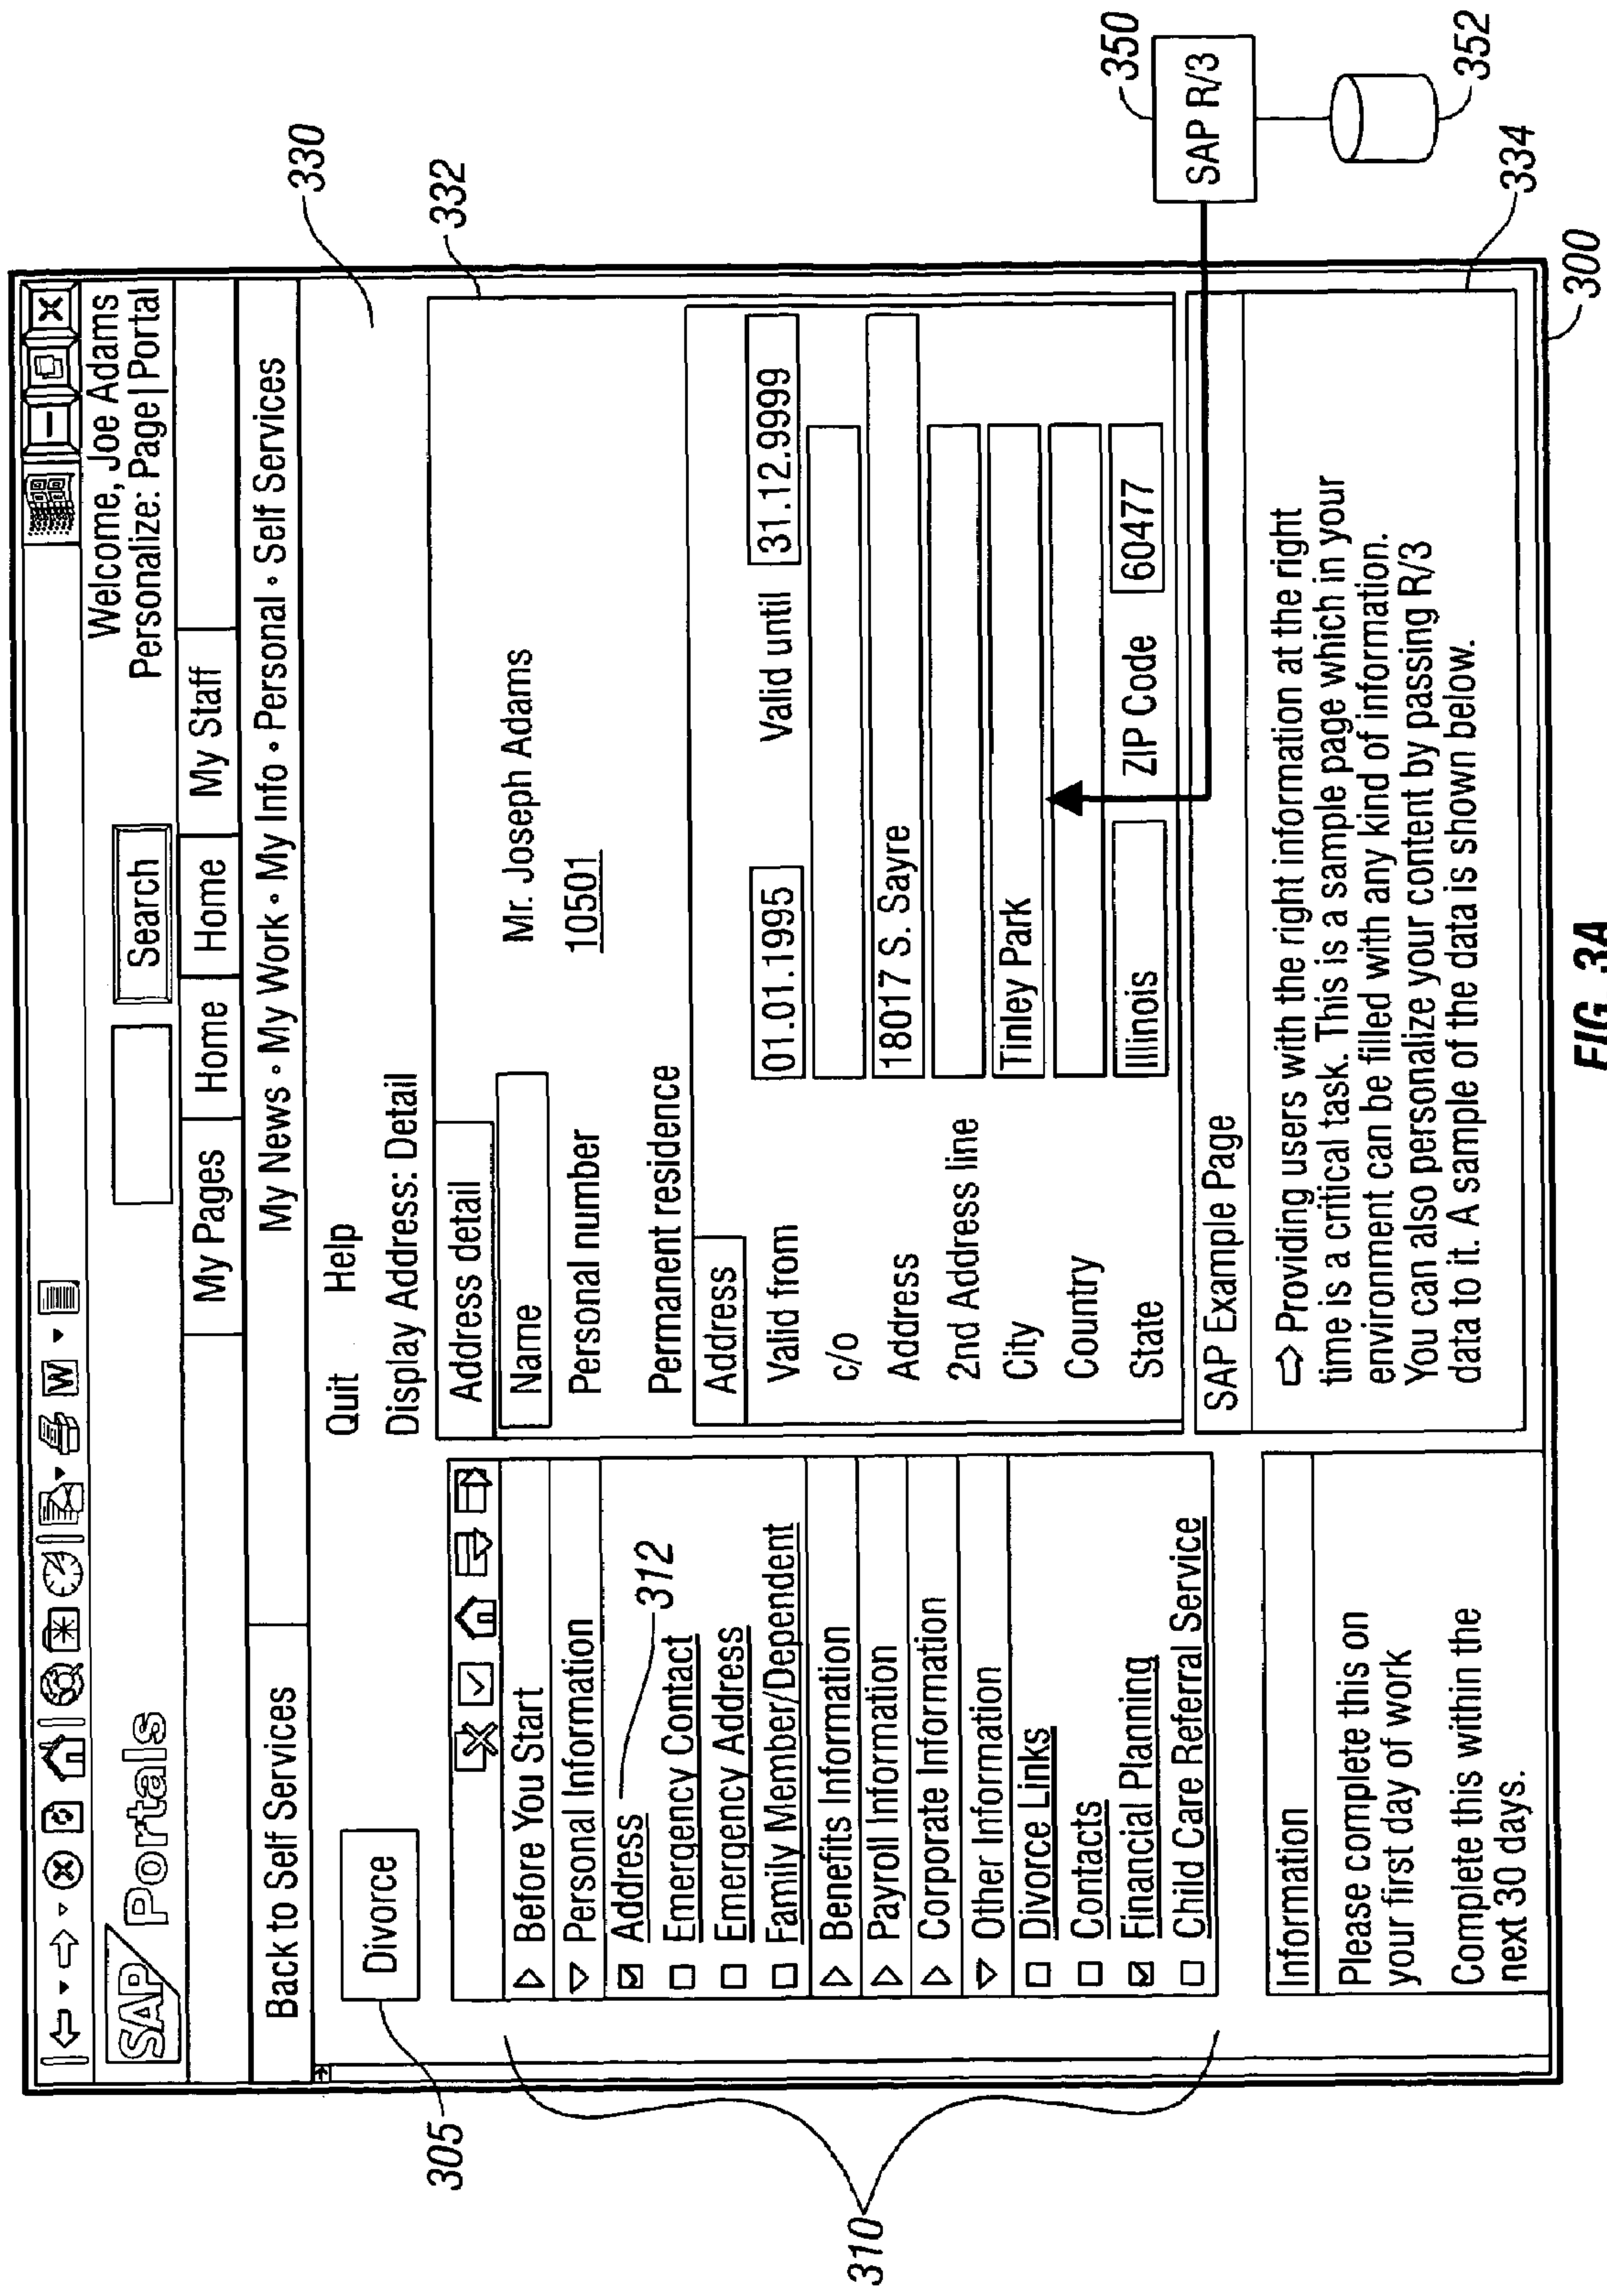 Welcome, Joe Adams
SAP Portals
Search
Personalize: Page | Portal
My Pages
Home
Home
My Staff
Back to Self Services
My News • My Work • My Info • Personal • Self Services
305
Divorce
Quit
Help
330
Display Address: Detail
332
310
Before You Start
Personal Information
Address
312
Emergency Contact
Emergency Address
Family Member/Dependent
Benefits Information
Payroll Information
Corporate Information
Other Information
Divorce Links
Contacts
Financial Planning
Child Care Referral Service
Address detail
Name
Mr. Joseph Adams
Personal number
10501
Permanent residence
Address
Valid from
01.01.1995
Valid until
31.12.9999
c/o
Address
18017 S. Sayre
2nd Address line
City
Tinley Park
Country
State
Illinois
ZIP Code
60477
350
SAP R/3
352
Information
Please complete this on
your first day of work
Complete this within the
next 30 days.
SAP Example Page
Providing users with the right information at the right
time is a critical task. This is a sample page which in your
environment can be filled with any kind of information.
You can also personalize your content by passing R/3
data to it. A sample of the data is shown below.
334
300
FIG. 3A